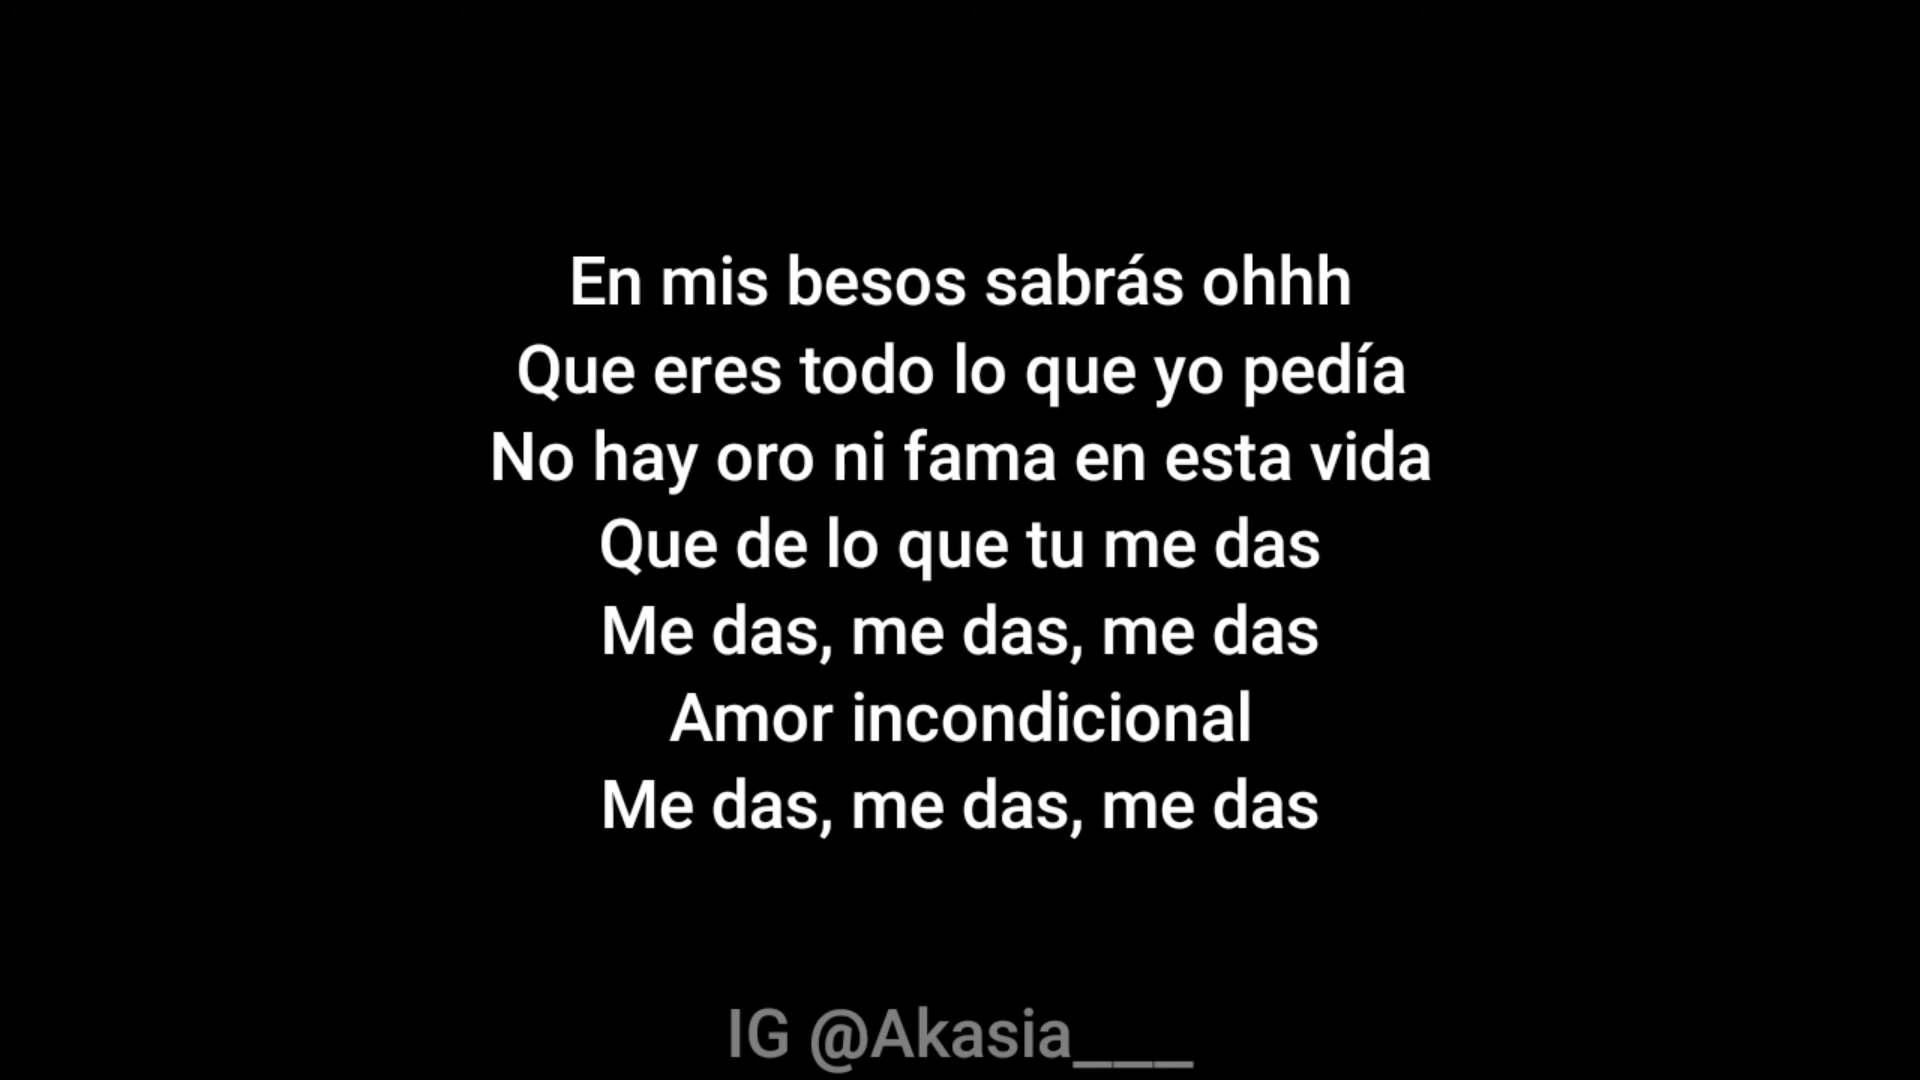 En mis besos sabrás ohhh
Que eres todo lo que yo pedía
No hay oro ni fama en esta vida
Que de lo que tu me das
Me das, me das, me das
Amor incondicional
Me das, me das, me das
IG @Akasia___